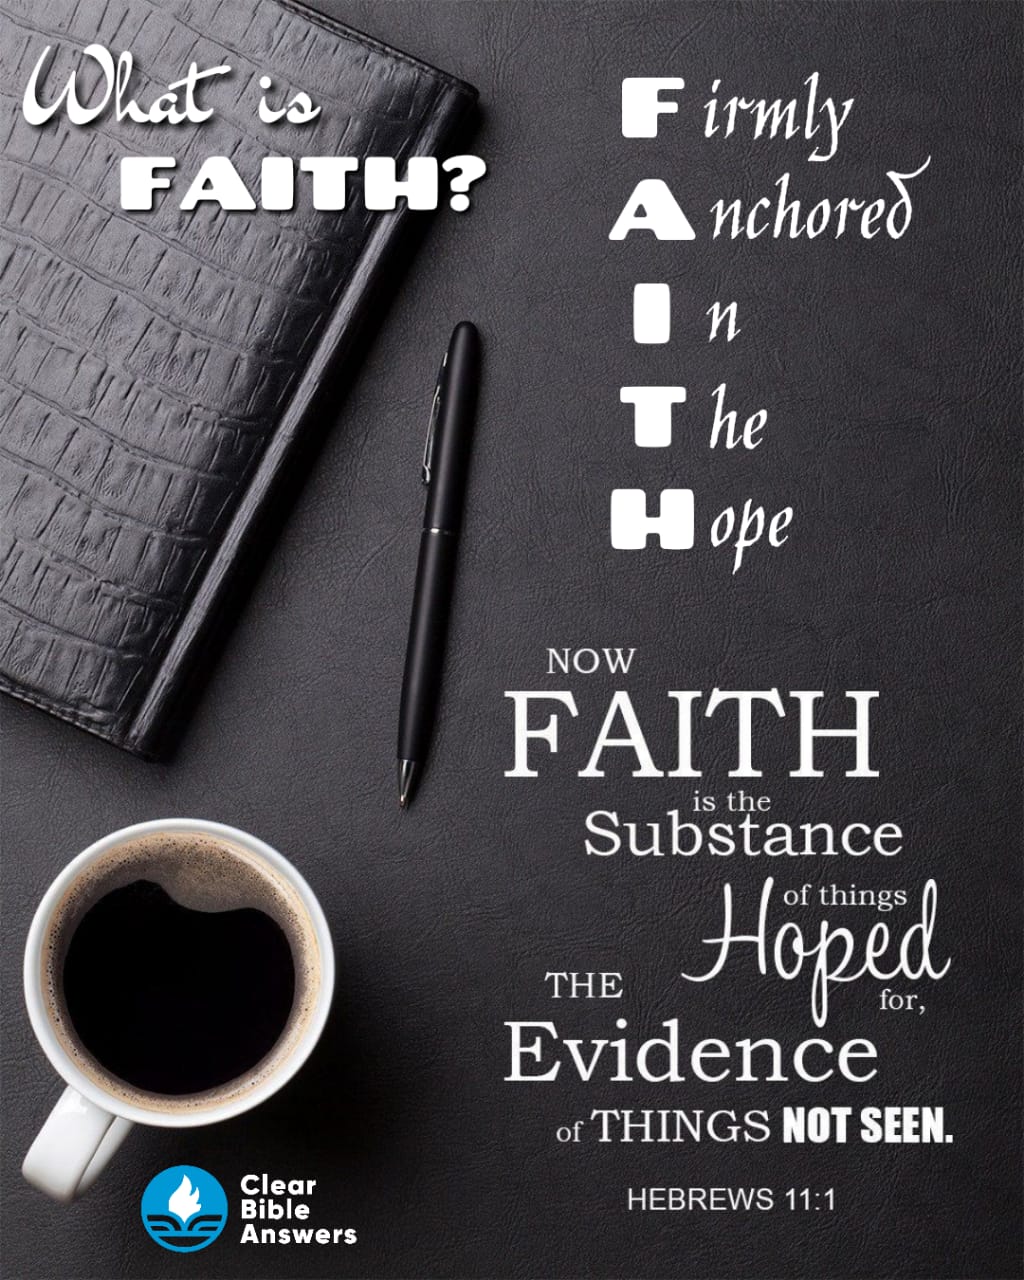 What is
FAITH?
Firmly
Anchored
In
The
Hope
NOW
FAITH
is the
Substance
of things
Hoped
for,
THE
Evidence
of THINGS NOT SEEN.
HEBREWS 11:1
Clear
Bible
Answers